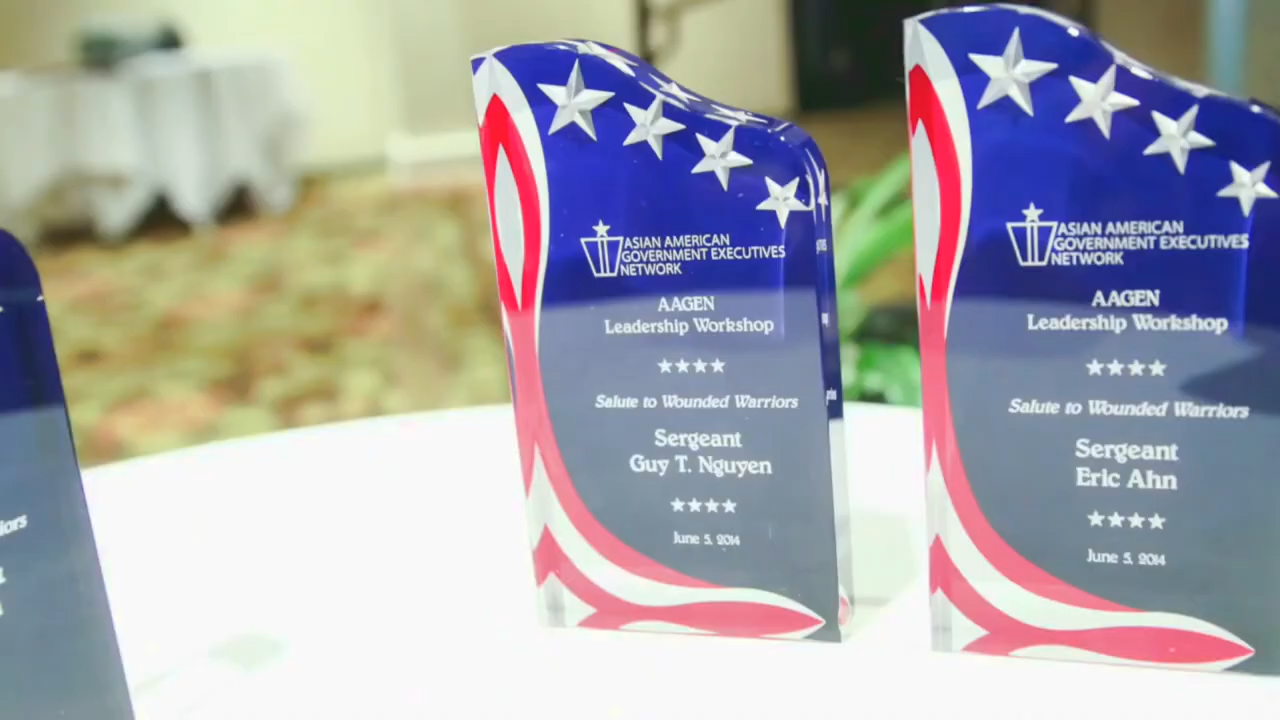 ASIAN AMERICAN
GOVERNMENT EXECUTIVES
NETWORK
AAGEN
Leadership Workshop
Salute to Wounded Warriors
Sergeant
Guy T. Nguyen
June 5, 2014
ASIAN AMERICAN
GOVERNMENT EXECUTIVES
NETWORK
AAGEN
Leadership Workshop
Salute to Wounded Warriors
Sergeant
Eric Ahn
June 5, 2014